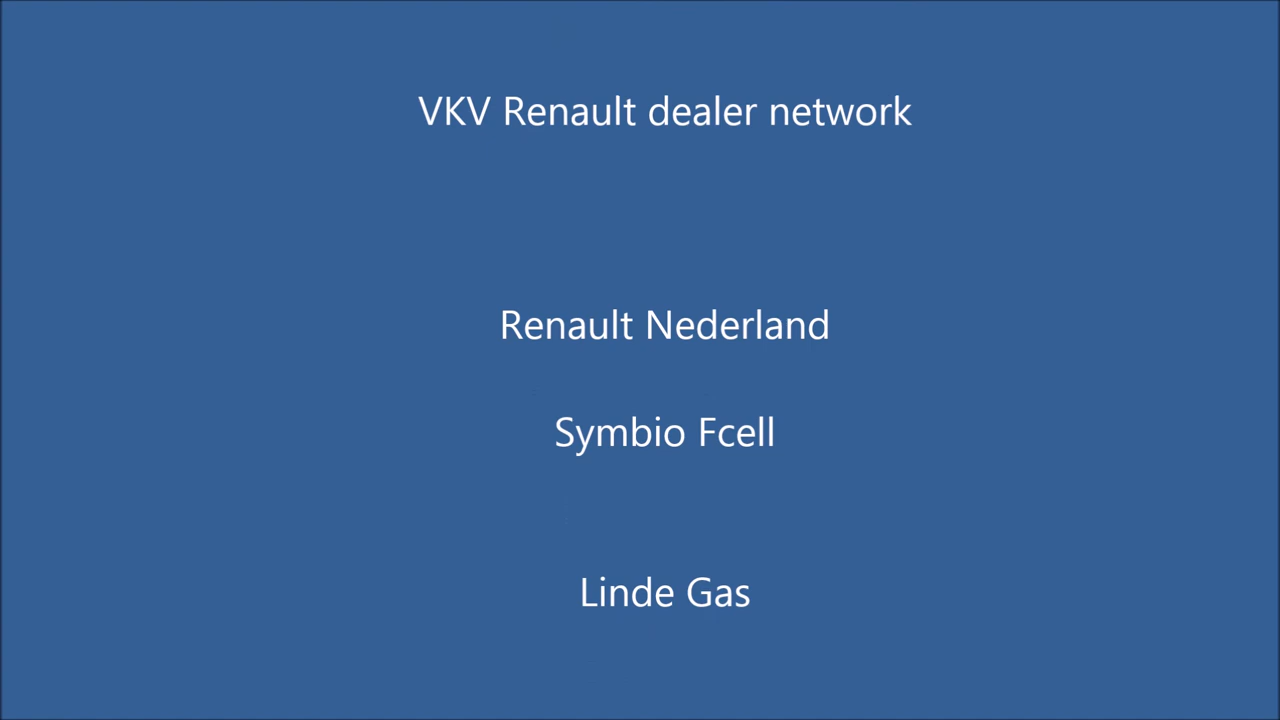 VKV Renault dealer network
Renault Nederland
Symbio Fcell
Linde Gas